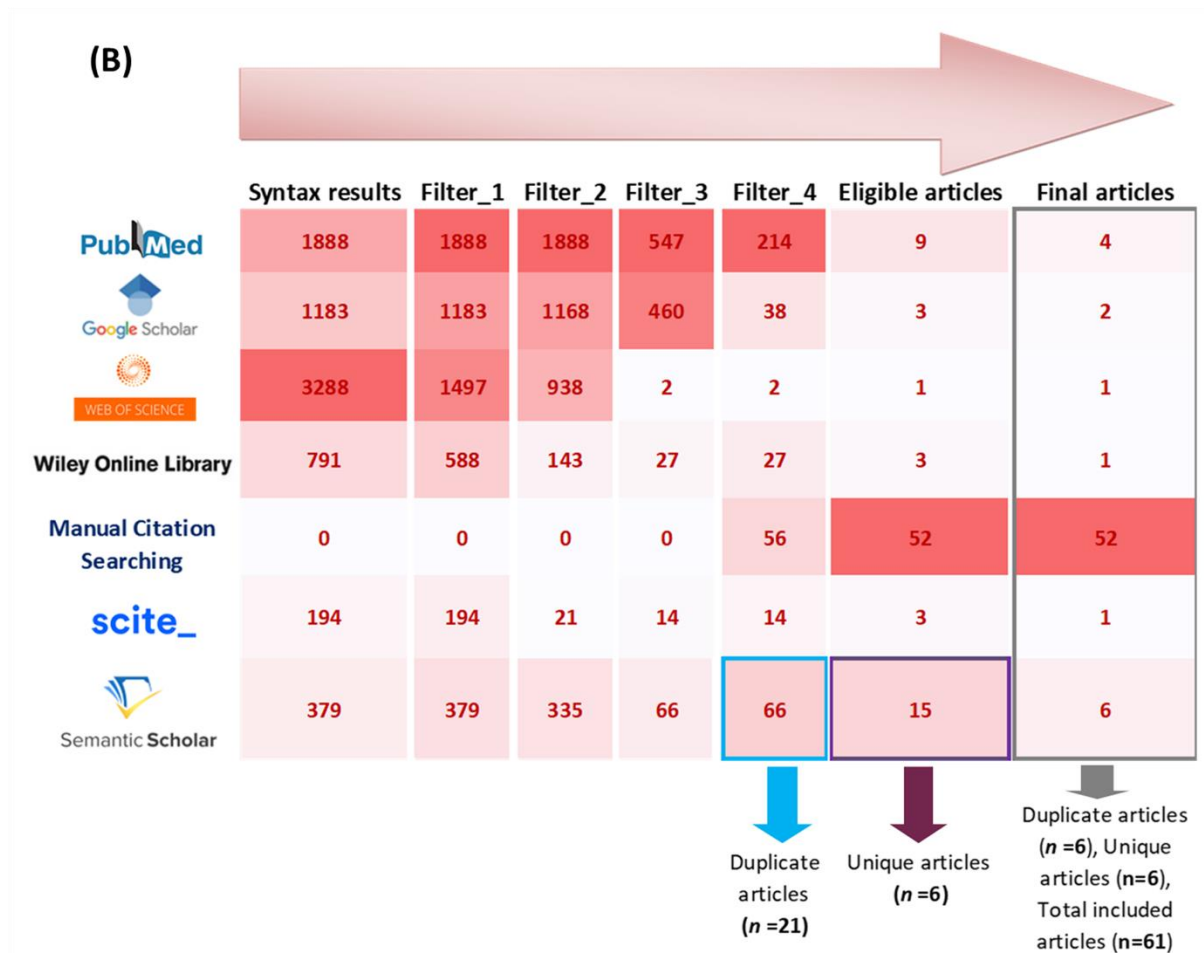 (B)
Syntax results Filter_1 Filter_2 Filter_3 Filter_4 Eligible articles Final articles
PubMed 1888 1888 1888 547 214 9 4
Google Scholar 1183 1183 1168 460 38 3 2
WEB OF SCIENCE 3288 1497 938 2 2 1 1
Wiley Online Library 791 588 143 27 27 3 1
Manual Citation
Searching
0 0 0 0 56 52 52
scite_ 194 194 21 14 14 3 1
Semantic Scholar 379 379 335 66 66 15 6
Duplicate
articles
(n =21)
Unique articles
(n =6)
Duplicate articles
(n =6), Unique
articles (n=6),
Total included
articles (n=61)